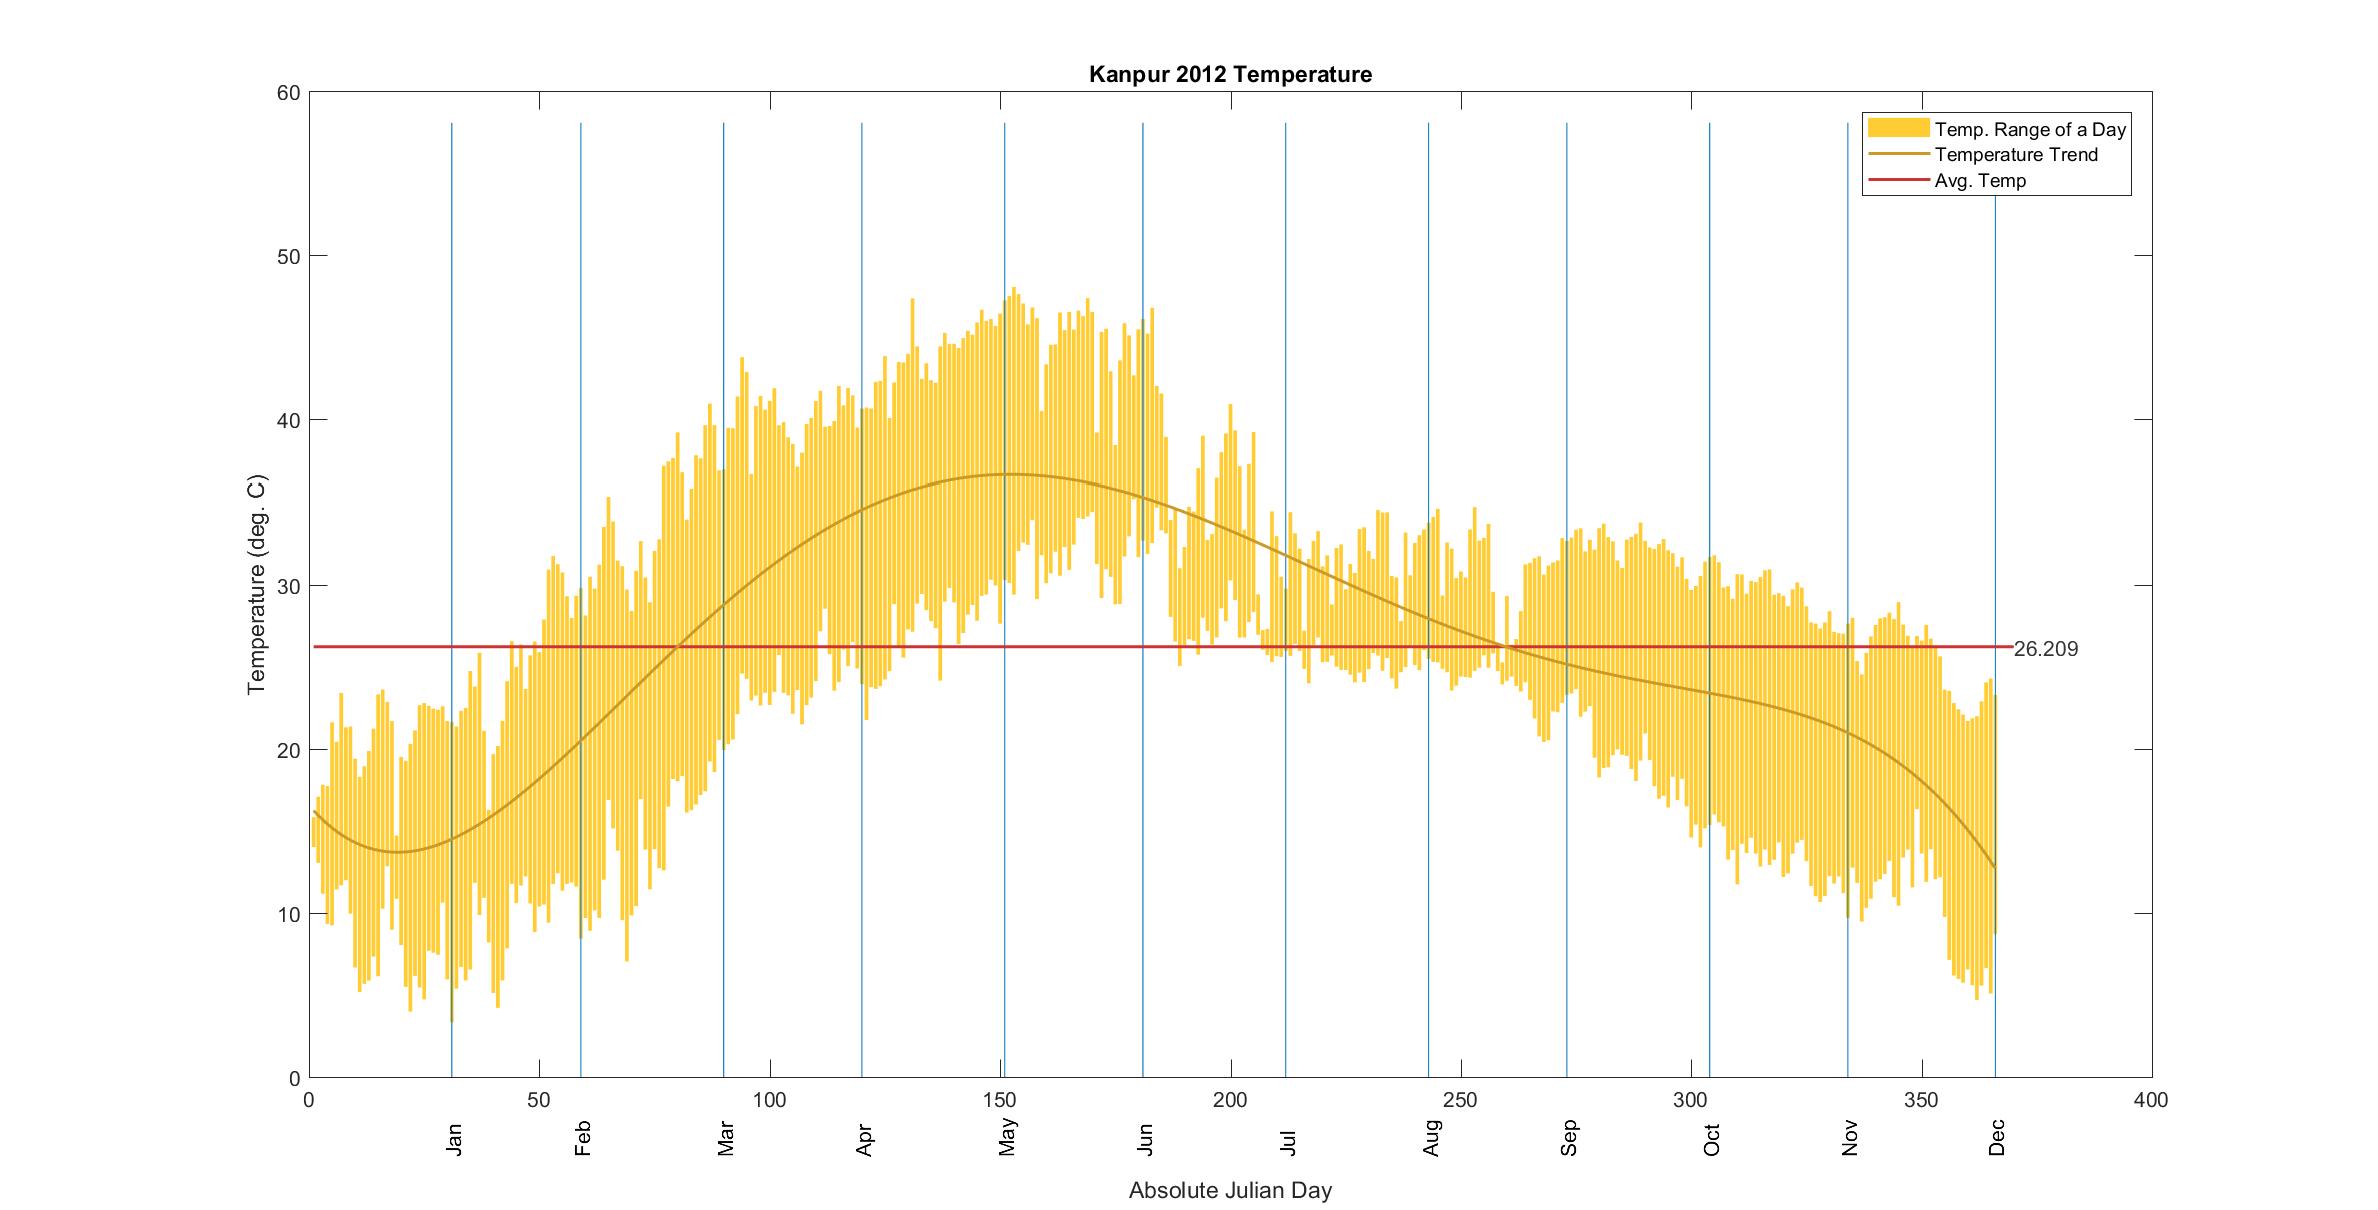 Kanpur 2012 Temperature
60
50
40
30
20
10
0
Temperature (deg. C)
Temp. Range of a Day
Temperature Trend
Avg. Temp
26.209
0 50 100 150 200 250 300 350 400
Jan Feb Mar Apr May Jun Jul Aug Sep Oct Nov Dec
Absolute Julian Day